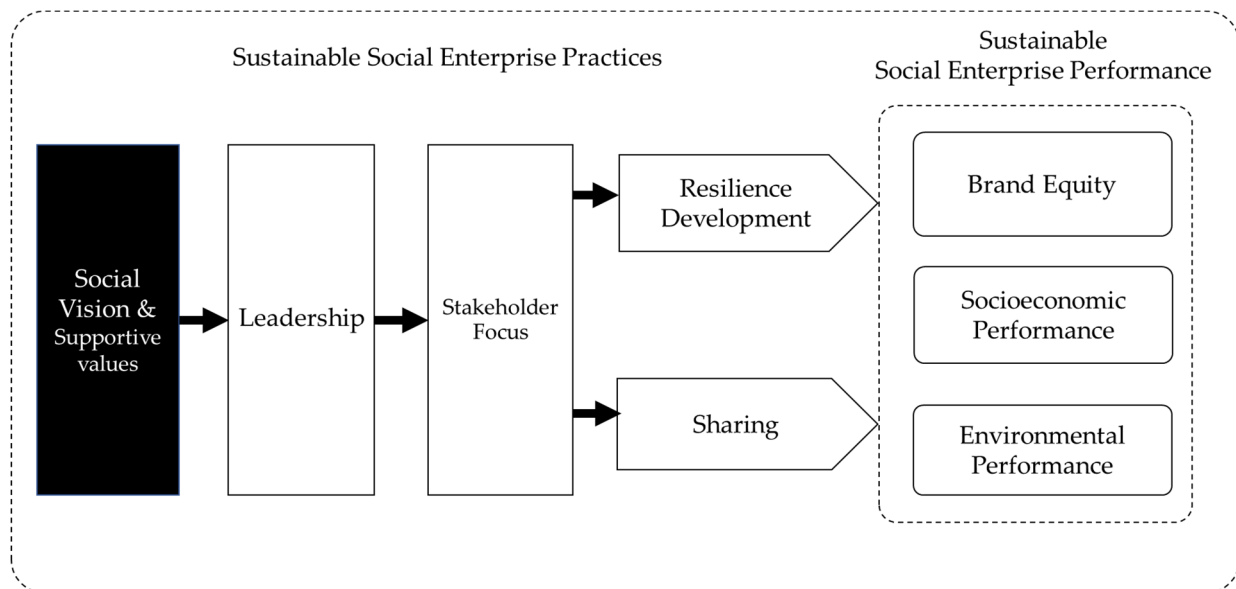 Sustainable Social Enterprise Practices
Sustainable
Social Enterprise Performance
Social
Vision &
Supportive
values
Leadership
Stakeholder
Focus
Resilience
Development
Sharing
Brand Equity
Socioeconomic
Performance
Environmental
Performance